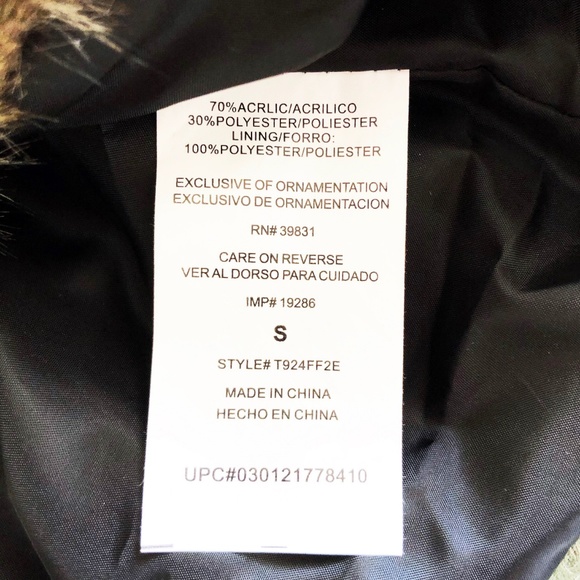 70%ACRLIC/ACRILICO
30%POLYESTER/POLIESTER
LINING/FORRO:
100%POLYESTER/POLIESTER
EXCLUSIVE OF ORNAMENTATION
EXCLUSIVO DE ORNAMENTACION
RN# 39831
CARE ON REVERSE
VER AL DORSO PARA CUIDADO
IMP# 19286
S
STYLE# T924FF2E
MADE IN CHINA
HECHO EN CHINA
UPC#030121778410